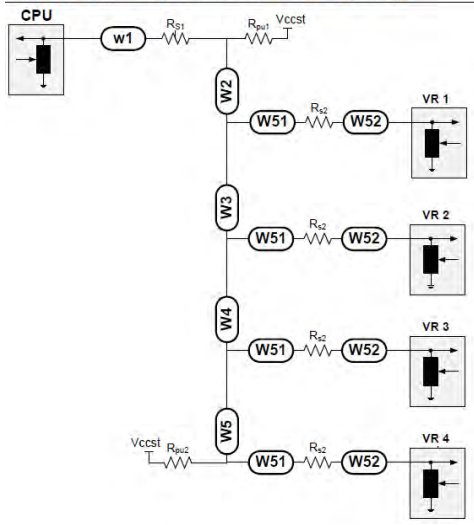 CPU
w1
RS1
Rpu1
Vccst
W2
W51
Rs2
W52
VR 1
W3
W51
Rs2
W52
VR 2
W4
W51
Rs2
W52
VR 3
W5
Vccst
Rpu2
W51
Rs2
W52
VR 4